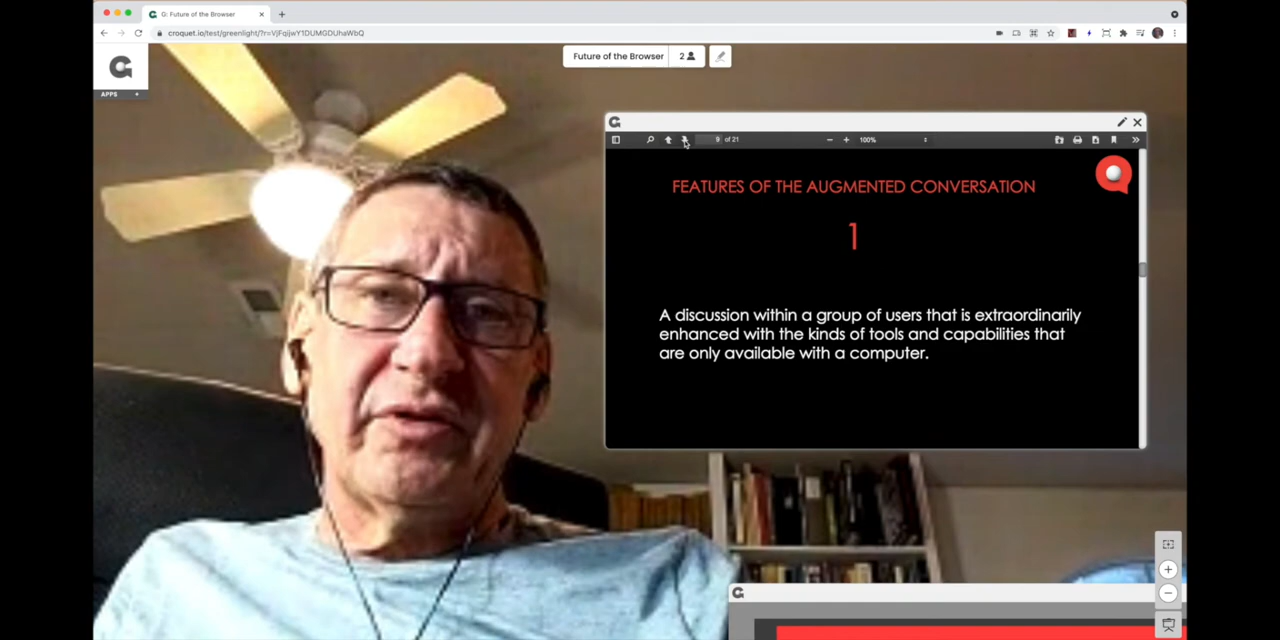 G: Future of the Browser
croquet.io/test/greenlight/?r=V|FqijwY1DUMGDUhaWbQ
Future of the Browser
2
APPS +
9 of 21
100%
FEATURES OF THE AUGMENTED CONVERSATION
1
A discussion within a group of users that is extraordinarily
enhanced with the kinds of tools and capabilities that
are only available with a computer.